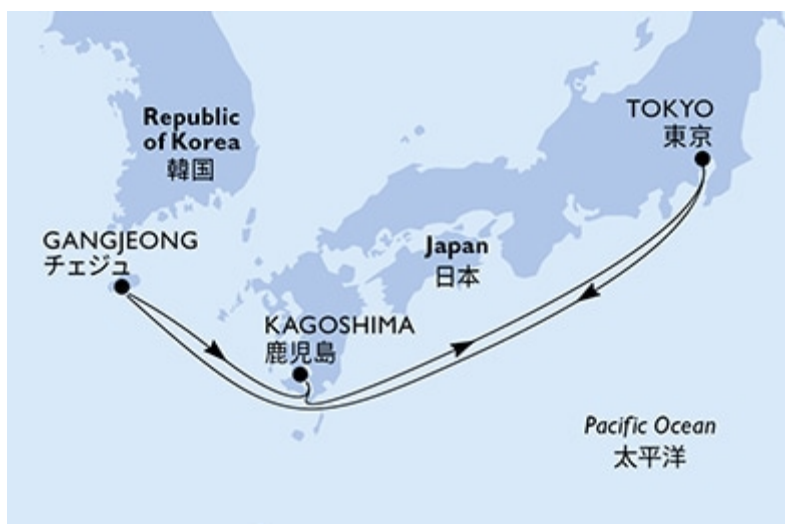 TOKYO
東京
Republic
of Korea
韓国
GANGJEONG
チェジュ
Japan
日本
KAGOSHIMA
鹿児島
Pacific Ocean
太平洋